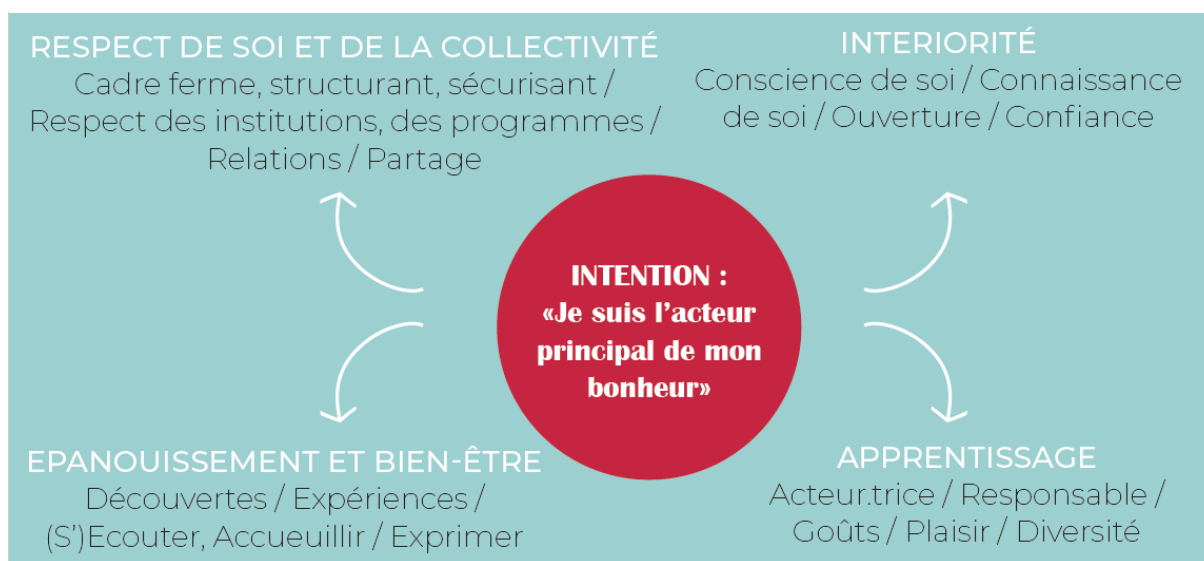 RESPECT DE SOI ET DE LA COLLECTIVITÉ
Cadre ferme, structurant, sécurisant /
Respect des institutions, des programmes /
Relations / Partage
INTERIORITÉ
Conscience de soi / Connaissance
de soi / Ouverture / Confiance
INTENTION :
«Je suis l’acteur
principal de mon
bonheur»
EPANOUISSEMENT ET BIEN-ÊTRE
Découvertes / Expériences /
(S’)Ecouter, Accueuillir / Exprimer
APPRENTISSAGE
Acteur.trice / Responsable /
Goûts / Plaisir / Diversité